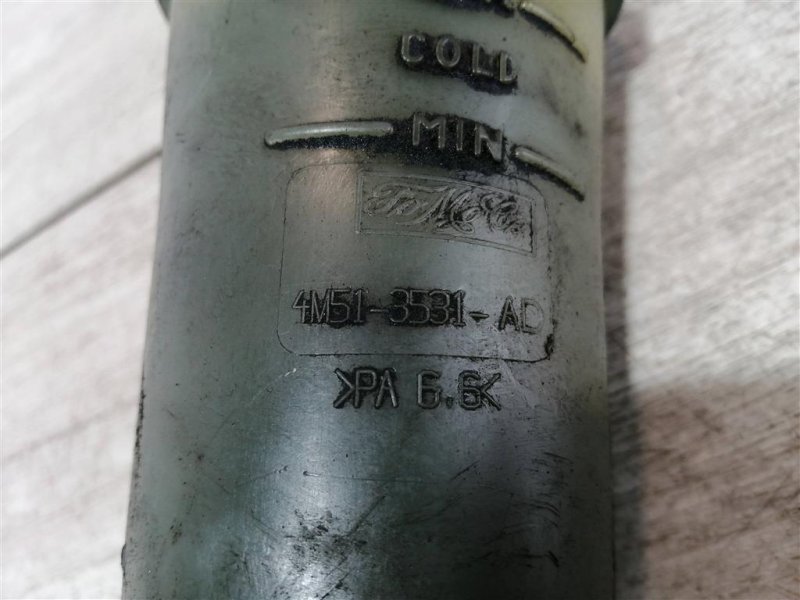 COLD
MIN
FoMoCo
4M51-3531-AD
>PA 6.6<